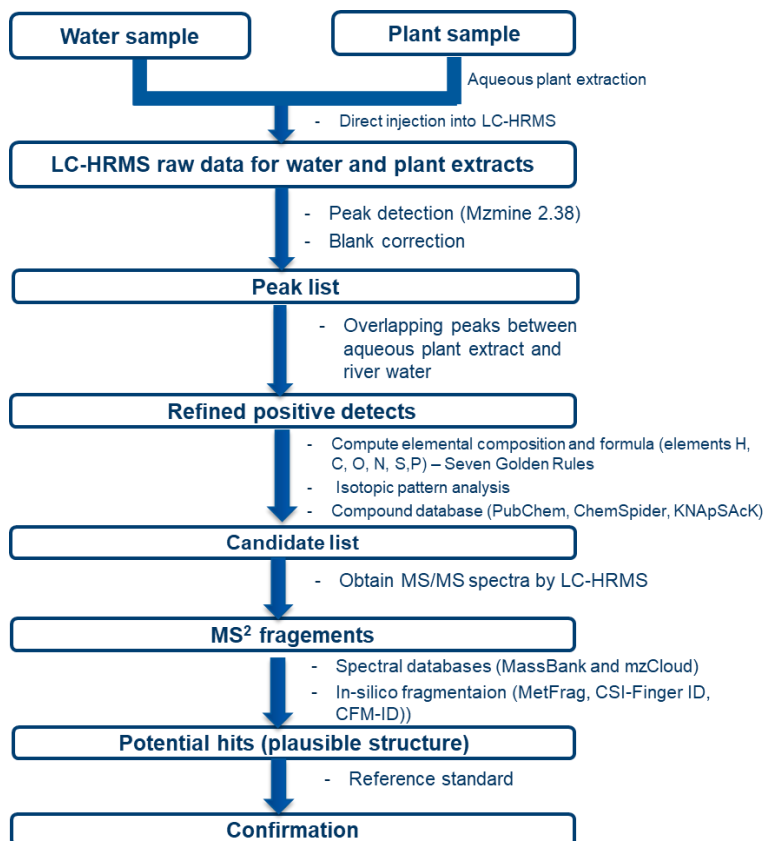 Water sample
Plant sample
Aqueous plant extraction
- Direct injection into LC-HRMS
LC-HRMS raw data for water and plant extracts
- Peak detection (Mzmine 2.38)
- Blank correction
Peak list
- Overlapping peaks between
aqueous plant extract and
river water
Refined positive detects
- Compute elemental composition and formula (elements H,
C, O, N, S,P) – Seven Golden Rules
- Isotopic pattern analysis
- Compound database (PubChem, ChemSpider, KNApSAcK)
Candidate list
- Obtain MS/MS spectra by LC-HRMS
MS² fragements
- Spectral databases (MassBank and mzCloud)
- In-silico fragmentaion (MetFrag, CSI-Finger ID,
CFM-ID))
Potential hits (plausible structure)
- Reference standard
Confirmation